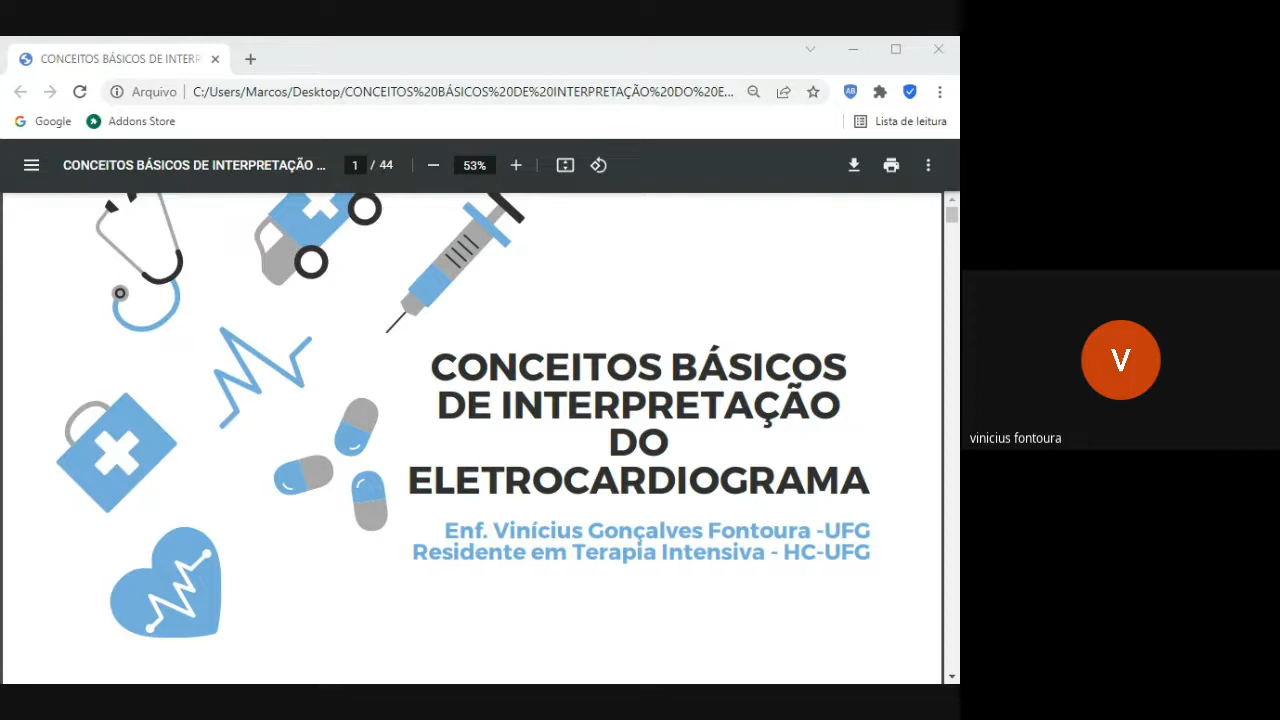 CONCEITOS BÁSICOS DE INTERP
Arquivo | C:/Users/Marcos/Desktop/CONCEITOS%20BÁSICOS%20DE%20INTERPRETAÇÃO%20DO%20E...
AB
Google Addons Store Lista de leitura
CONCEITOS BÁSICOS DE INTERPRETAÇÃO ... 1 / 44 53%
CONCEITOS BÁSICOS
DE INTERPRETAÇÃO
DO
ELETROCARDIOGRAMA
Enf. Vinícius Gonçalves Fontoura -UFG
Residente em Terapia Intensiva - HC-UFG
V
vinicius fontoura